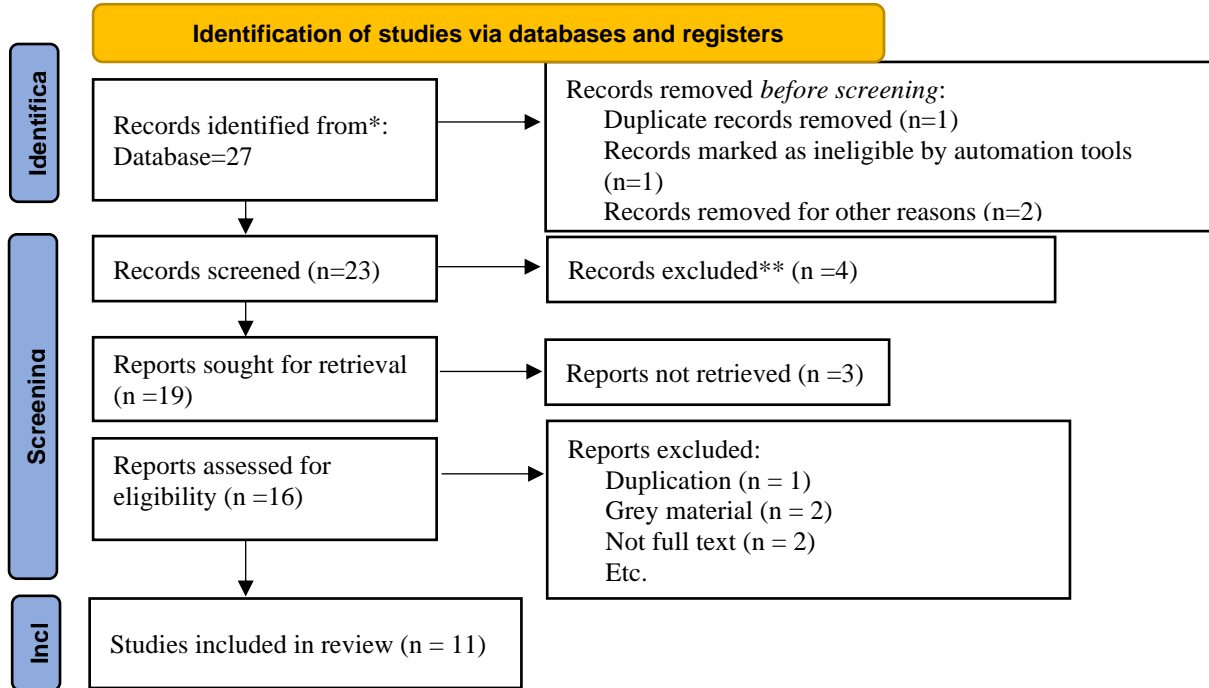 Identification of studies via databases and registers
Identifica
Records identified from*:
Database=27
Records removed before screening:
Duplicate records removed (n=1)
Records marked as ineligible by automation tools
(n=1)
Records removed for other reasons (n=2)
Screening
Records screened (n=23)
Records excluded** (n =4)
Reports sought for retrieval
(n =19)
Reports not retrieved (n =3)
Reports assessed for
eligibility (n =16)
Reports excluded:
Duplication (n = 1)
Grey material (n = 2)
Not full text (n = 2)
Etc.
Incl
Studies included in review (n = 11)